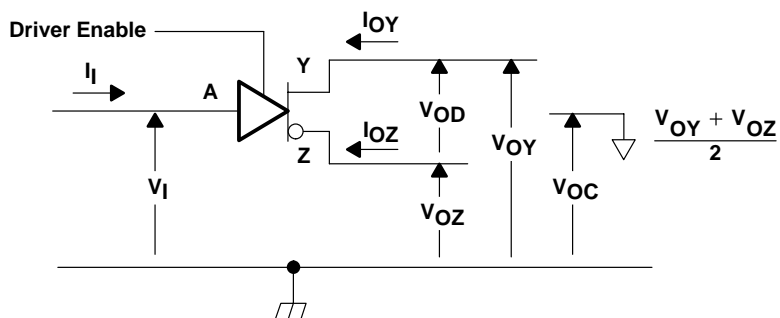 Driver Enable
I_I
A
Y
Z
I_OY
I_OZ
V_I
V_OD
V_OY
V_OZ
V_OC
V_OY + V_OZ
2